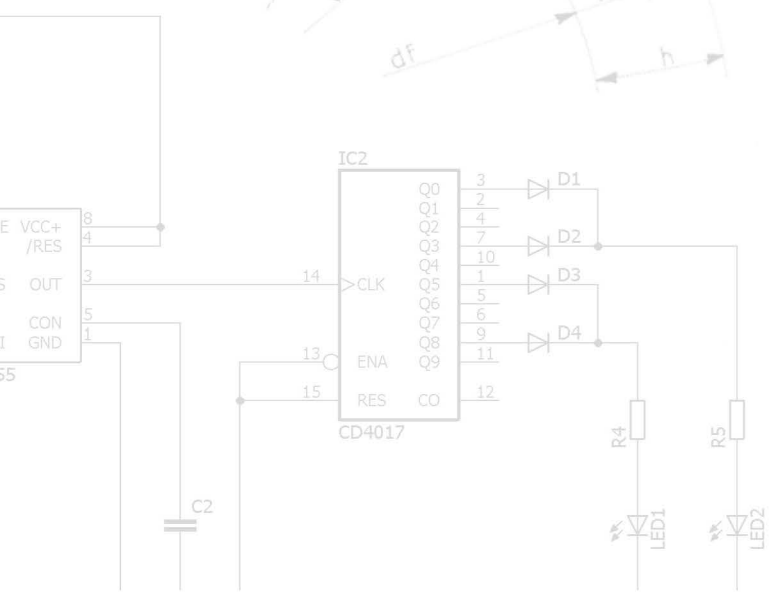 df
h
IC2
E VCC+ 8
/RES 4
S OUT 3
CON 5
I GND 1
55
14 CLK
13 ENA
15 RES
Q0 3
Q1 2
Q2 4
Q3 7
Q4 10
Q5 1
Q6 5
Q7 6
Q8 9
Q9 11
CO 12
CD4017
D1
D2
D3
D4
R4
R5
C2
LED1
LED2